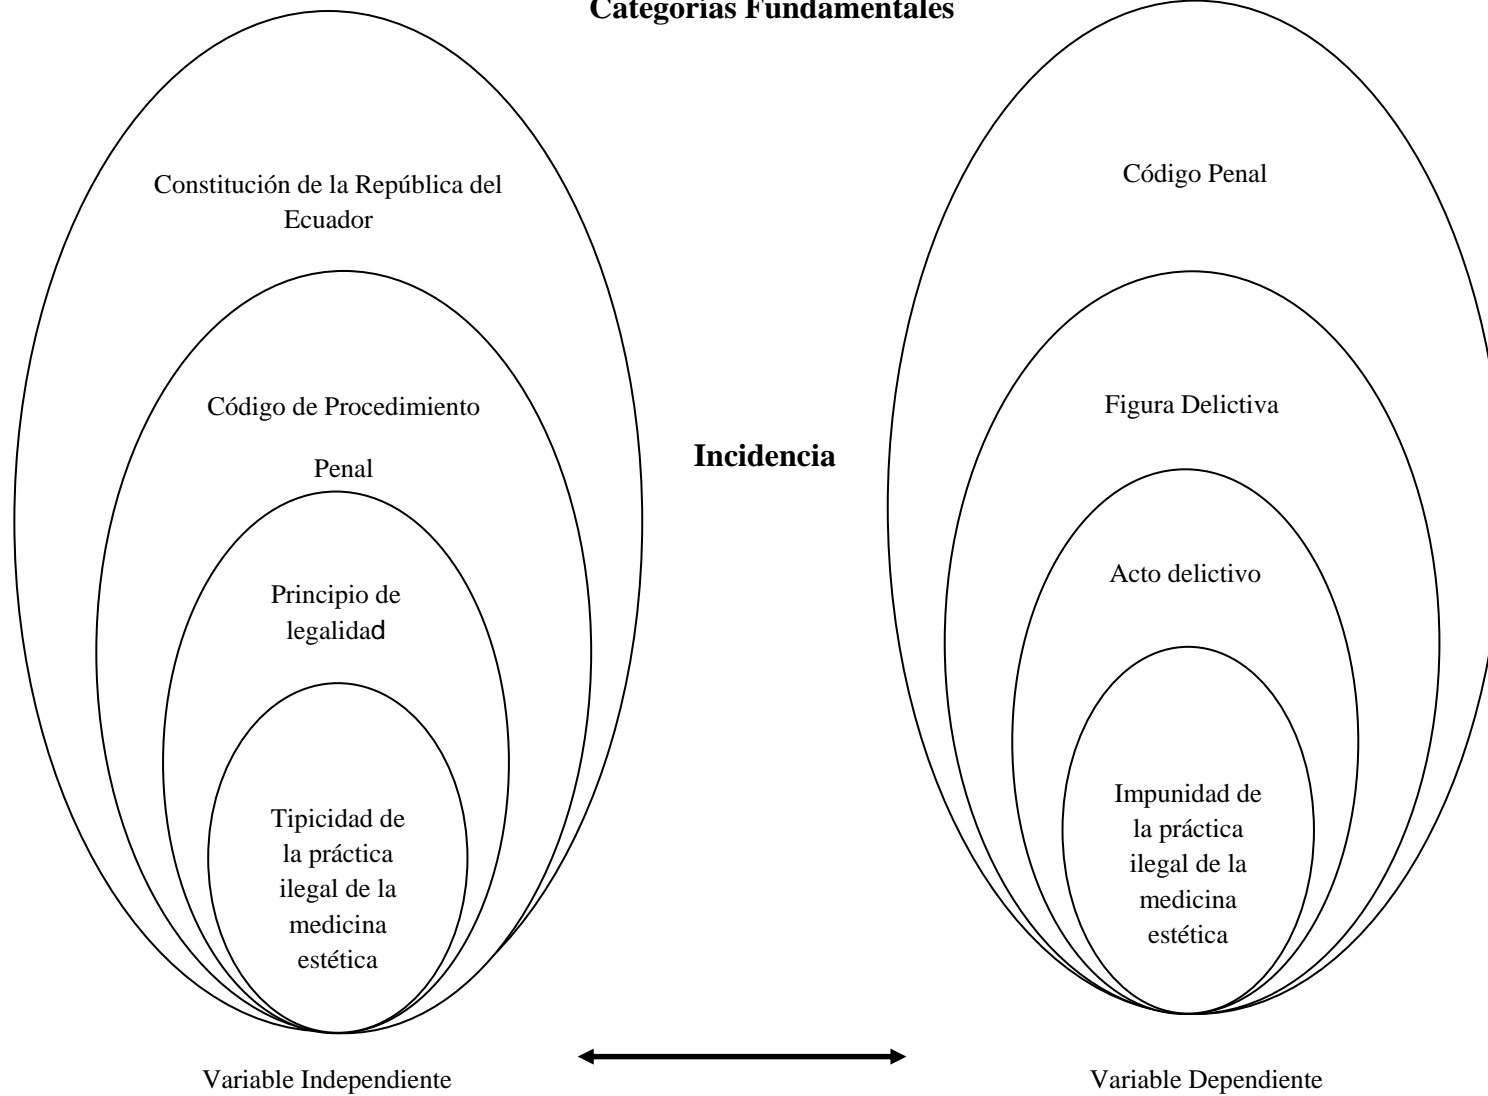 Categorías Fundamentales
Constitución de la República del
Ecuador
Código de Procedimiento
Penal
Principio de
legalidad
Tipicidad de
la práctica
ilegal de la
medicina
estética
Variable Independiente
Incidencia
Código Penal
Figura Delictiva
Acto delictivo
Impunidad de
la práctica
ilegal de la
medicina
estética
Variable Dependiente